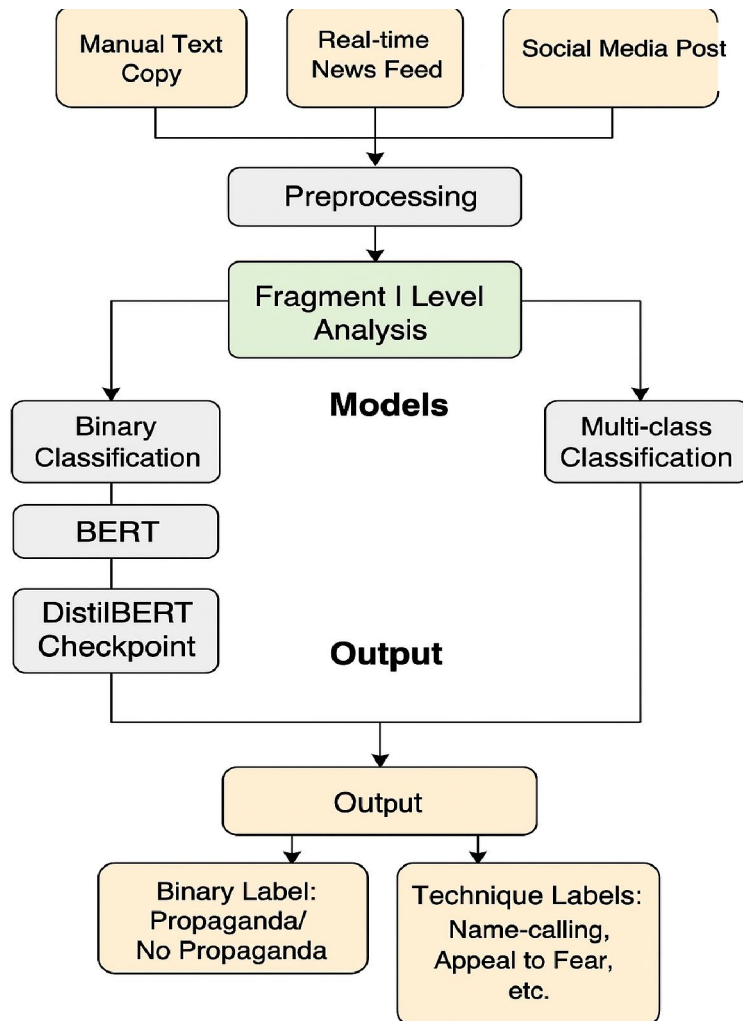 Manual Text
Copy
Real-time
News Feed
Social Media Post
Preprocessing
Fragment | Level
Analysis
Models
Binary
Classification
Multi-class
Classification
BERT
DistilBERT
Checkpoint
Output
Output
Binary Label:
Propaganda/
No Propaganda
Technique Labels:
Name-calling,
Appeal to Fear,
etc.